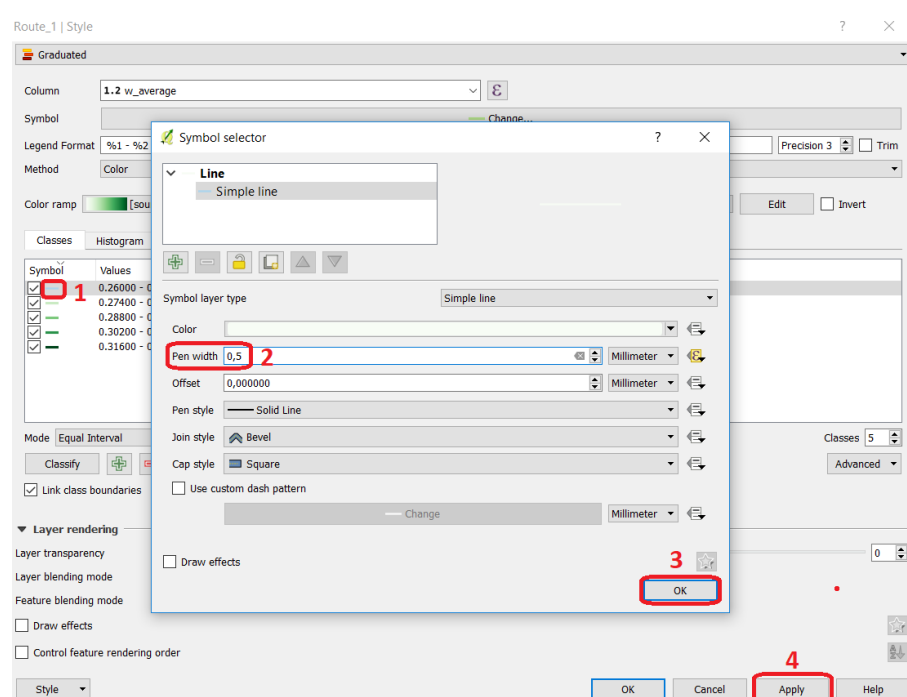 Route_1 | Style
Graduated
Column 1.2 w_average
Symbol Change...
Symbol selector
Legend Format %1 - %2 Precision 3 Trim
Line
Method Color
Simple line
Color ramp [sou Edit Invert
Classes Histogram
Symbol Values
0.26000 - 0
1
Symbol layer type Simple line
0.27400 - 0
0.28800 - 0
0.30200 - 0
0.31600 - 0
Color
Pen width 0,5 2 Millimeter
Offset 0,000000 Millimeter
Pen style Solid Line
Join style Bevel
Mode Equal Interval Classes 5
Cap style Square
Classify Advanced
Use custom dash pattern
Link class boundaries
Change Millimeter
Layer rendering
Layer transparency 0
Draw effects 3
Layer blending mode
OK
Feature blending mode
Draw effects
Control feature rendering order
4
Style OK Cancel Apply Help